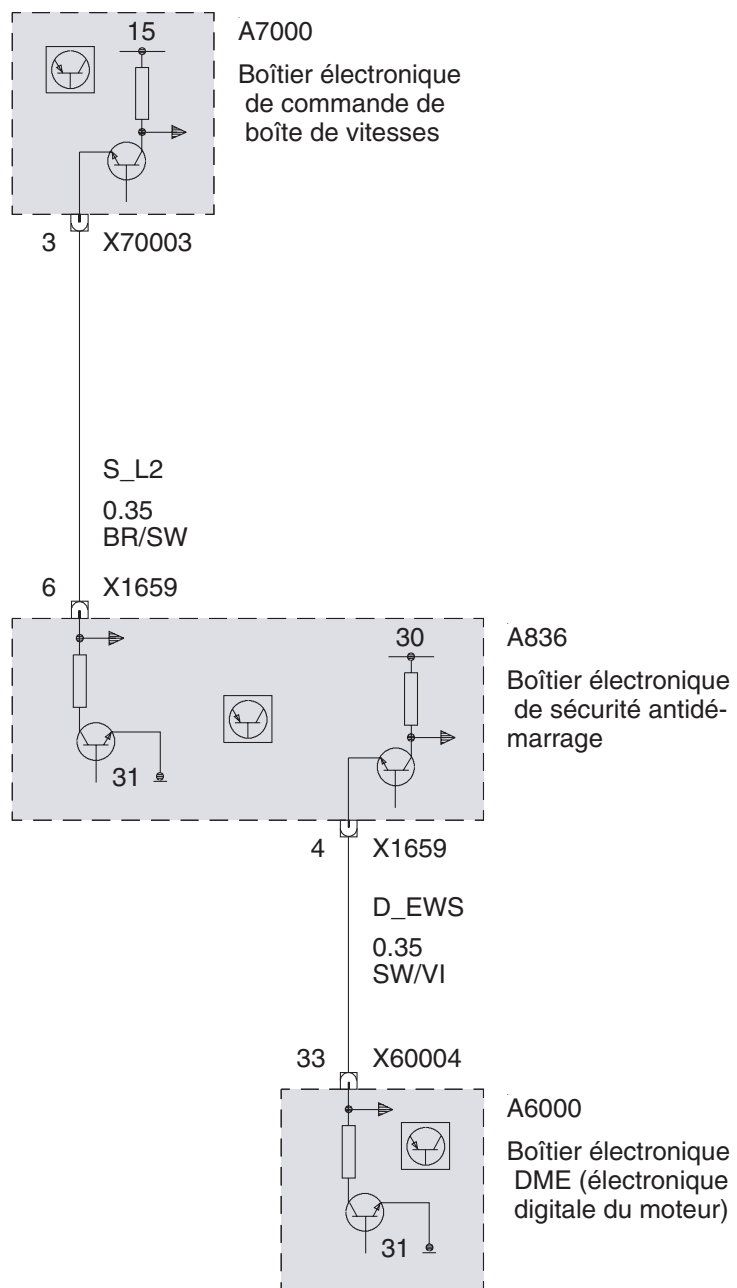 15
A7000
Boîtier électronique
de commande de
boîte de vitesses
3
X70003
S_L2
0.35
BR/SW
6
X1659
30
31
A836
Boîtier électronique
de sécurité antidé-
marrage
4
X1659
D_EWS
0.35
SW/VI
33
X60004
31
A6000
Boîtier électronique
DME (électronique
digitale du moteur)